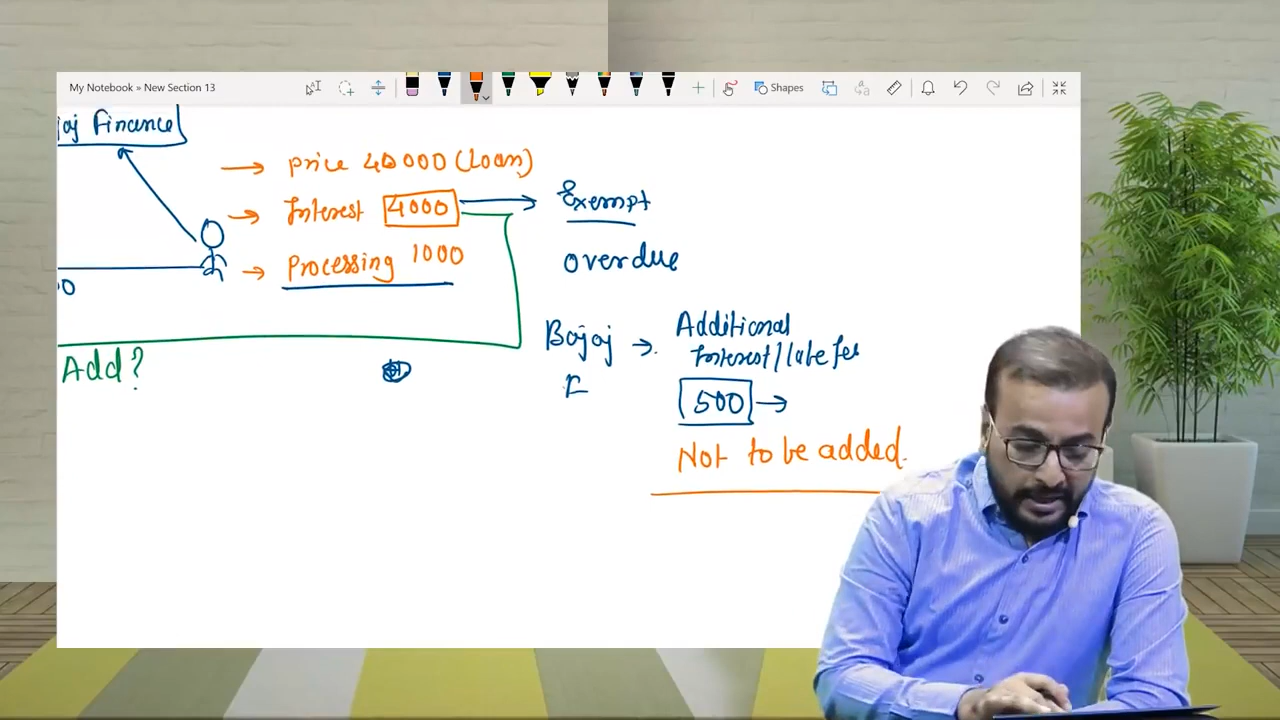 My Notebook » New Section 13
Shapes
aj Finance
→ Price 40000 (Loan)
→ Interest 4000 → Exempt
→ Processing 1000
overdue
Add?
Bajaj → Additional
Interest / late fee
500 →
Not to be added.